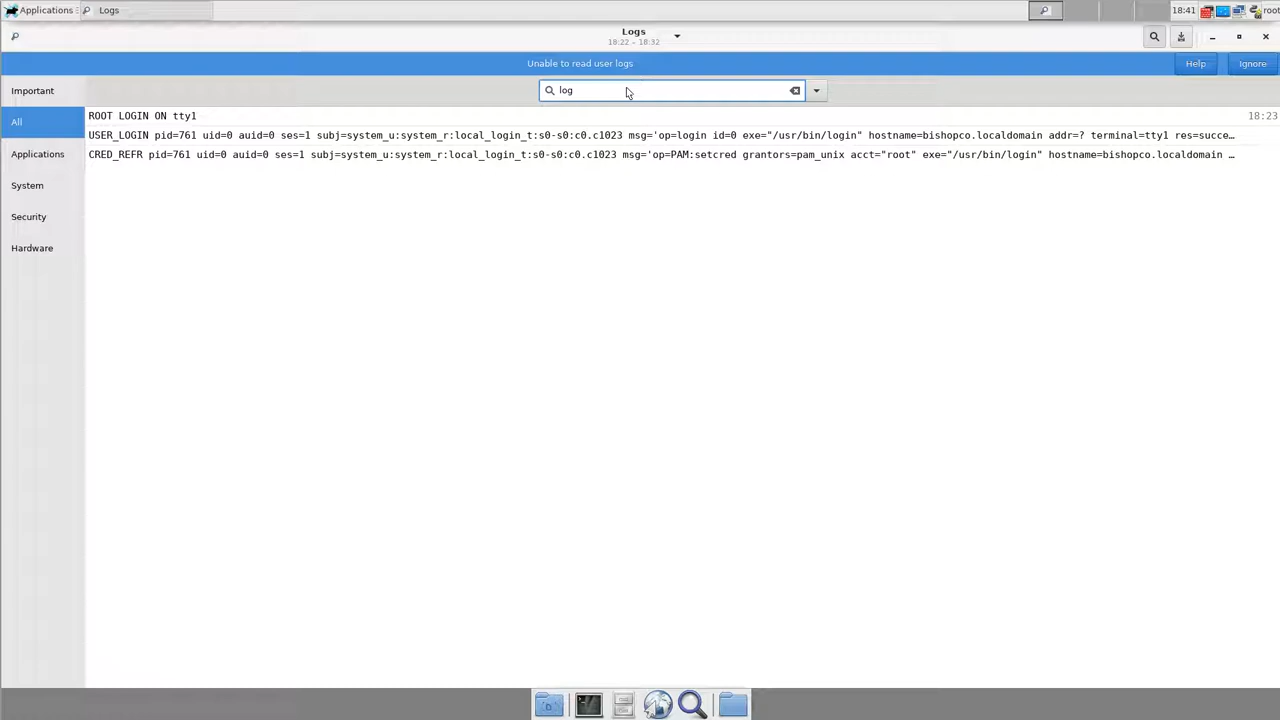 Applications
Logs
18:41
root
Logs
18:22 – 18:32
Unable to read user logs
Help
Ignore
Important
log
All
ROOT LOGIN ON tty1
18:23
USER_LOGIN pid=761 uid=0 auid=0 ses=1 subj=system_u:system_r:local_login_t:s0-s0:c0.c1023 msg='op=login id=0 exe="/usr/bin/login" hostname=bishopco.localdomain addr=? terminal=tty1 res=succe…
Applications
CRED_REFR pid=761 uid=0 auid=0 ses=1 subj=system_u:system_r:local_login_t:s0-s0:c0.c1023 msg='op=PAM:setcred grantors=pam_unix acct="root" exe="/usr/bin/login" hostname=bishopco.localdomain …
System
Security
Hardware